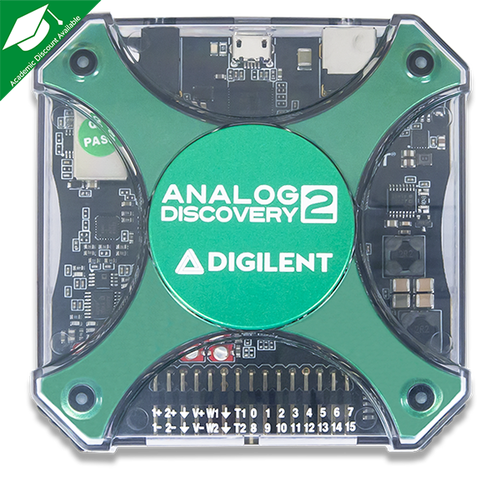 Academic Discount Available
PASS
ANALOG
DISCOVERY 2
DIGILENT
1+ 2+ ↓ V+ W1 ↓ T1 0 1 2 3 4 5 6 7
1- 2- ↓ V- W2 ↓ T2 8 9 10 11 12 13 14 15